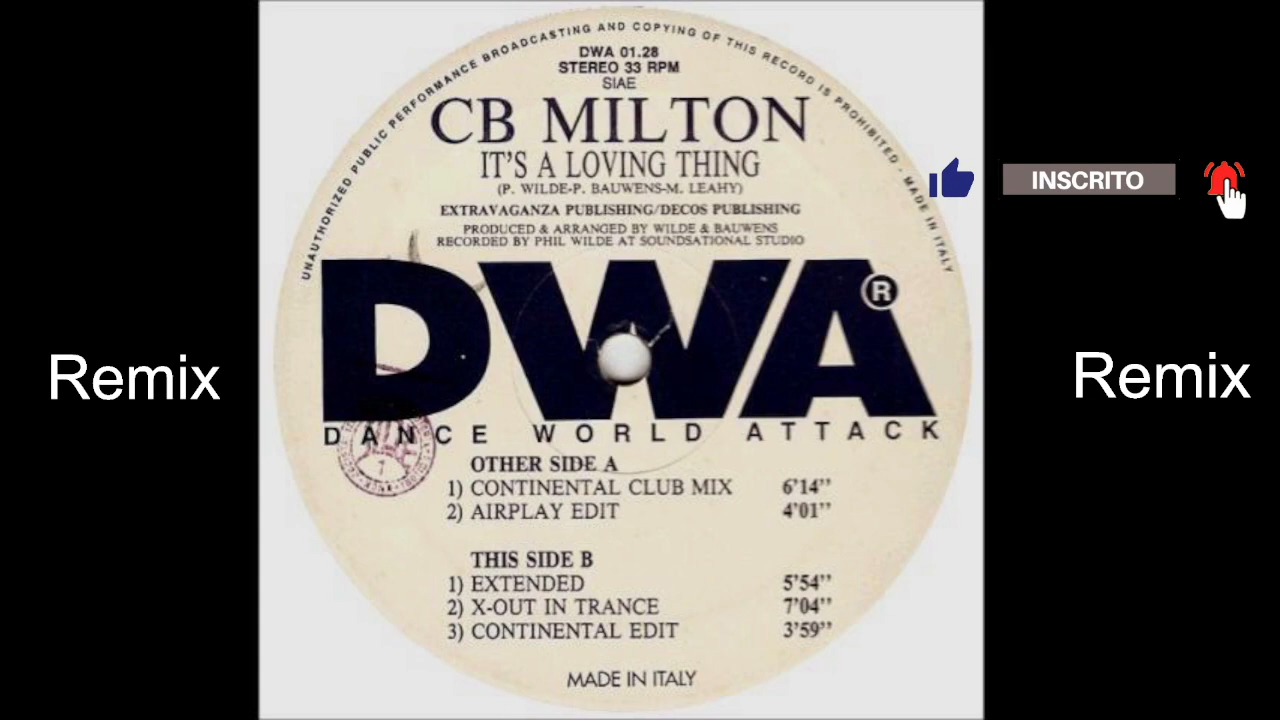 UNAUTHORIZED PUBLIC PERFORMANCE BROADCASTING AND COPYING OF THIS RECORD IS PROHIBITED - MADE IN ITALY
DWA 01.28
STEREO 33 RPM
SIAE
CB MILTON
IT'S A LOVING THING
(P. WILDE-P. BAUWENS-M. LEAHY)
EXTRAVAGANZA PUBLISHING/DECOS PUBLISHING
PRODUCED & ARRANGED BY WILDE & BAUWENS
RECORDED BY PHIL WILDE AT SOUNDSATIONAL STUDIO
INSCRITO
DWA®
Remix
Remix
DANCE WORLD ATTACK
OTHER SIDE A
1) CONTINENTAL CLUB MIX 6'14''
2) AIRPLAY EDIT 4'01''
THIS SIDE B
1) EXTENDED 5'54''
2) X-OUT IN TRANCE 7'04''
3) CONTINENTAL EDIT 3'59''
MADE IN ITALY